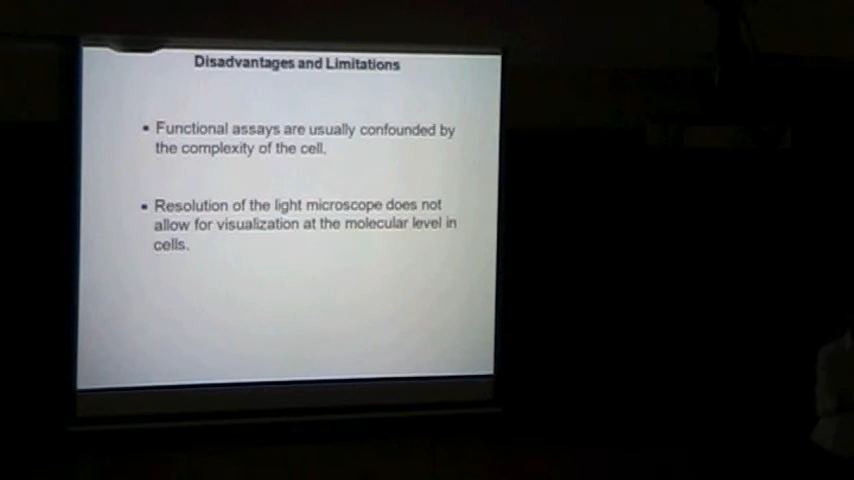 Disadvantages and Limitations
▪ Functional assays are usually confounded by
the complexity of the cell.
▪ Resolution of the light microscope does not
allow for visualization at the molecular level in
cells.